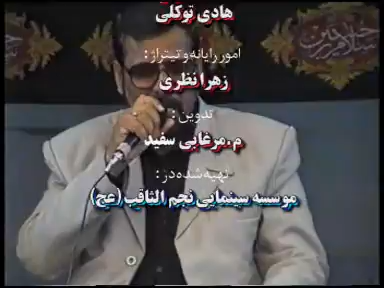 هادی توکلی
امور رایانه و تیتراژ:
زهرا نظری
تدوین:
م.مرغابی سفید
تهیه شده در:
موسسه سینمایی نجم الثاقب (عج)